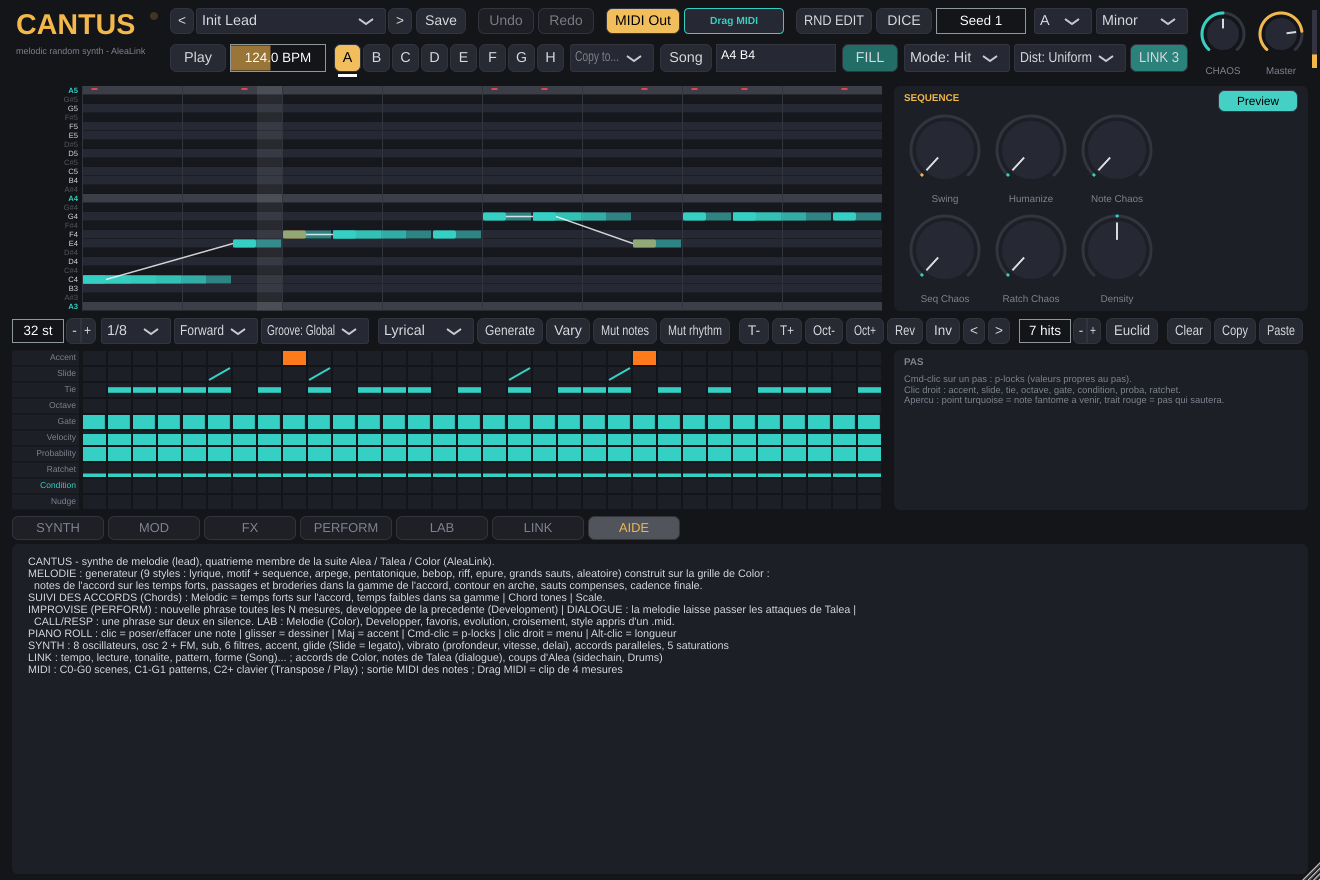 CANTUS
melodic random synth - AleaLink
< Init Lead > Save Undo Redo MIDI Out Drag MIDI RND EDIT DICE Seed 1 A Minor
Play 124.0 BPM A B C D E F G H Copy to... Song A4 B4 FILL Mode: Hit Dist: Uniform LINK 3
CHAOS Master
A5
G#5
G5
F#5
F5
E5
D#5
D5
C#5
C5
B4
A#4
A4
G#4
G4
F#4
F4
E4
D#4
D4
C#4
C4
B3
A#3
A3
SEQUENCE
Preview
Swing Humanize Note Chaos
Seq Chaos Ratch Chaos Density
32 st - + 1/8 Forward Groove: Global Lyrical Generate Vary Mut notes Mut rhythm T- T+ Oct- Oct+ Rev Inv < > 7 hits - + Euclid Clear Copy Paste
Accent
Slide
Tie
Octave
Gate
Velocity
Probability
Ratchet
Condition
Nudge
PAS
Cmd-clic sur un pas : p-locks (valeurs propres au pas).
Clic droit : accent, slide, tie, octave, gate, condition, proba, ratchet.
Apercu : point turquoise = note fantome a venir, trait rouge = pas qui sautera.
SYNTH MOD FX PERFORM LAB LINK AIDE
CANTUS - synthe de melodie (lead), quatrieme membre de la suite Alea / Talea / Color (AleaLink).
MELODIE : generateur (9 styles : lyrique, motif + sequence, arpege, pentatonique, bebop, riff, epure, grands sauts, aleatoire) construit sur la grille de Color :
notes de l'accord sur les temps forts, passages et broderies dans la gamme de l'accord, contour en arche, sauts compenses, cadence finale.
SUIVI DES ACCORDS (Chords) : Melodic = temps forts sur l'accord, temps faibles dans sa gamme | Chord tones | Scale.
IMPROVISE (PERFORM) : nouvelle phrase toutes les N mesures, developpee de la precedente (Development) | DIALOGUE : la melodie laisse passer les attaques de Talea |
CALL/RESP : une phrase sur deux en silence. LAB : Melodie (Color), Developper, favoris, evolution, croisement, style appris d'un .mid.
PIANO ROLL : clic = poser/effacer une note | glisser = dessiner | Maj = accent | Cmd-clic = p-locks | clic droit = menu | Alt-clic = longueur
SYNTH : 8 oscillateurs, osc 2 + FM, sub, 6 filtres, accent, glide (Slide = legato), vibrato (profondeur, vitesse, delai), accords paralleles, 5 saturations
LINK : tempo, lecture, tonalite, pattern, forme (Song)... ; accords de Color, notes de Talea (dialogue), coups d'Alea (sidechain, Drums)
MIDI : C0-G0 scenes, C1-G1 patterns, C2+ clavier (Transpose / Play) ; sortie MIDI des notes ; Drag MIDI = clip de 4 mesures